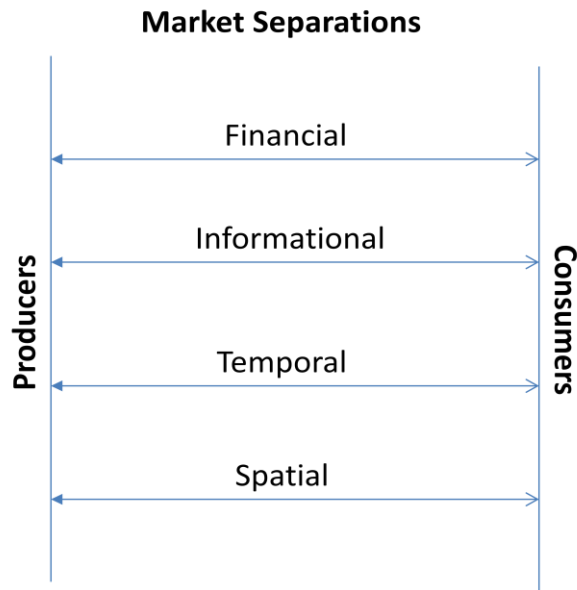 Market Separations
Financial
Informational
Producers
Consumers
Temporal
Spatial